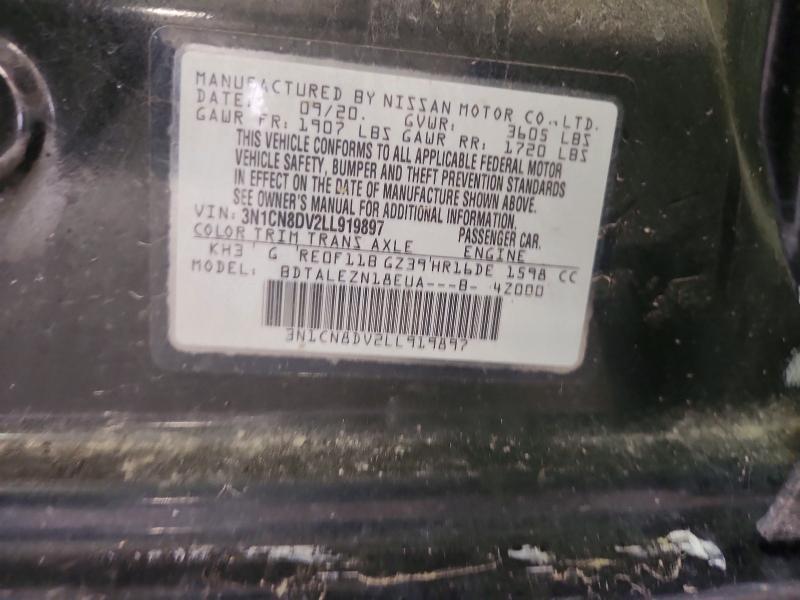 MANUFACTURED BY NISSAN MOTOR CO.,LTD.
DATE: 09/20. GVWR: 3605 LBS
GAWR FR: 1907 LBS GAWR RR: 1720 LBS
THIS VEHICLE CONFORMS TO ALL APPLICABLE FEDERAL MOTOR
VEHICLE SAFETY, BUMPER AND THEFT PREVENTION STANDARDS
IN EFFECT ON THE DATE OF MANUFACTURE SHOWN ABOVE.
SEE OWNER'S MANUAL FOR ADDITIONAL INFORMATION.
VIN: 3N1CN8DV2LL919897 PASSENGER CAR.
COLOR TRIM TRANS AXLE ENGINE
KH3 G RE0F11B GZ39 HR16DE 1598 CC
MODEL: BDTALEZN18EUA---B- 4Z000
3N1CN8DV2LL919897